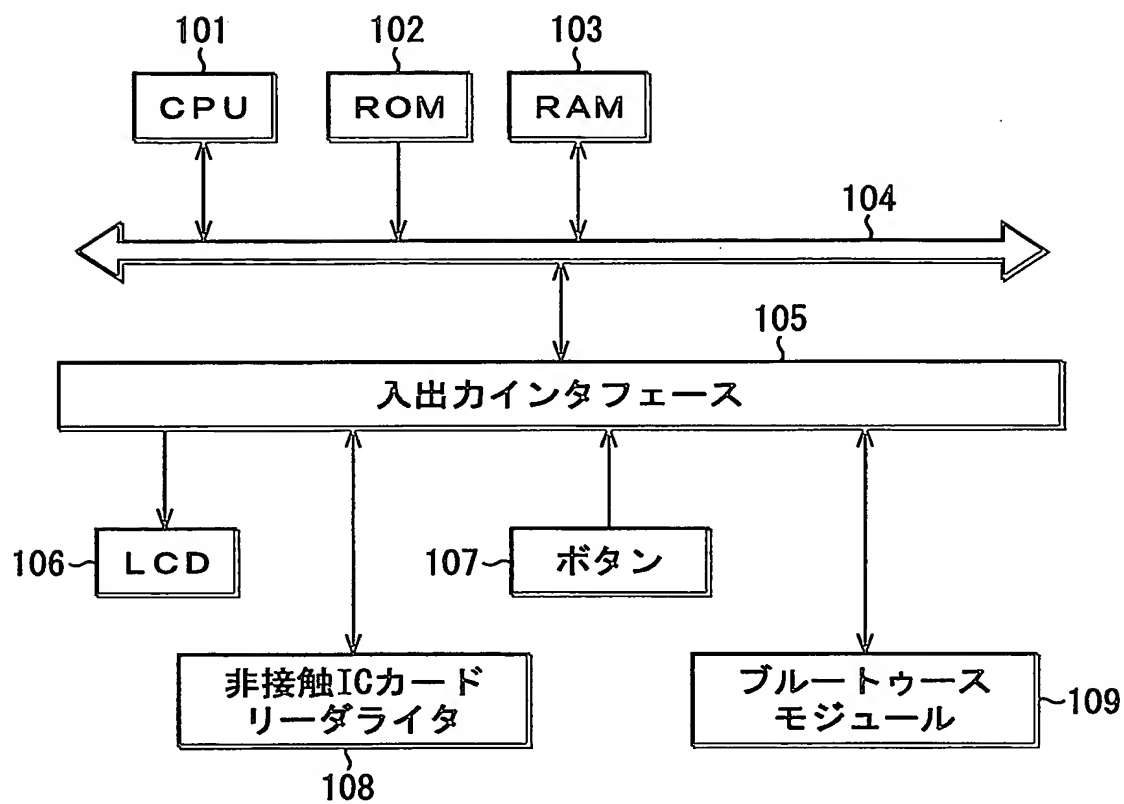 101
102
103
CPU
ROM
RAM
104
105
入出力インタフェース
106
LCD
107
ボタン
非接触ICカード
リーダライタ
108
ブルートゥース
モジュール
109